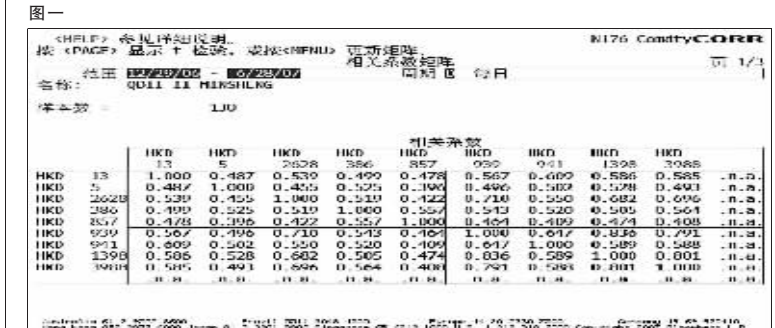 图一
<HELP> 参见详细说明. N176 Comdty CORR
按 <PAGE> 显示 t 检验. 或按<MENU> 更新矩阵.
相关系数矩阵 页 1/3
范围 12/29/06 - 6/28/07 周期 D 每日
名称: QDII II MINSHENG
样本数 = 130
相关系数
HKD HKD HKD HKD HKD HKD HKD HKD HKD
13 5 2628 386 857 939 941 1398 3988
HKD 13 1.000 0.487 0.539 0.499 0.478 0.567 0.609 0.586 0.585 .n.a.
HKD 5 0.487 1.000 0.455 0.525 0.396 0.496 0.502 0.528 0.493 .n.a.
HKD 2628 0.539 0.455 1.000 0.519 0.422 0.710 0.550 0.682 0.696 .n.a.
HKD 386 0.499 0.525 0.519 1.000 0.557 0.543 0.520 0.505 0.564 .n.a.
HKD 857 0.478 0.396 0.422 0.557 1.000 0.464 0.409 0.474 0.408 .n.a.
HKD 939 0.567 0.496 0.710 0.543 0.464 1.000 0.647 0.836 0.791 .n.a.
HKD 941 0.609 0.502 0.550 0.520 0.409 0.647 1.000 0.589 0.588 .n.a.
HKD 1398 0.586 0.528 0.682 0.505 0.474 0.836 0.589 1.000 0.801 .n.a.
HKD 3988 0.585 0.493 0.696 0.564 0.408 0.791 0.588 0.801 1.000 .n.a.
.n.a. .n.a. .n.a. .n.a. .n.a. .n.a. .n.a. .n.a. .n.a.